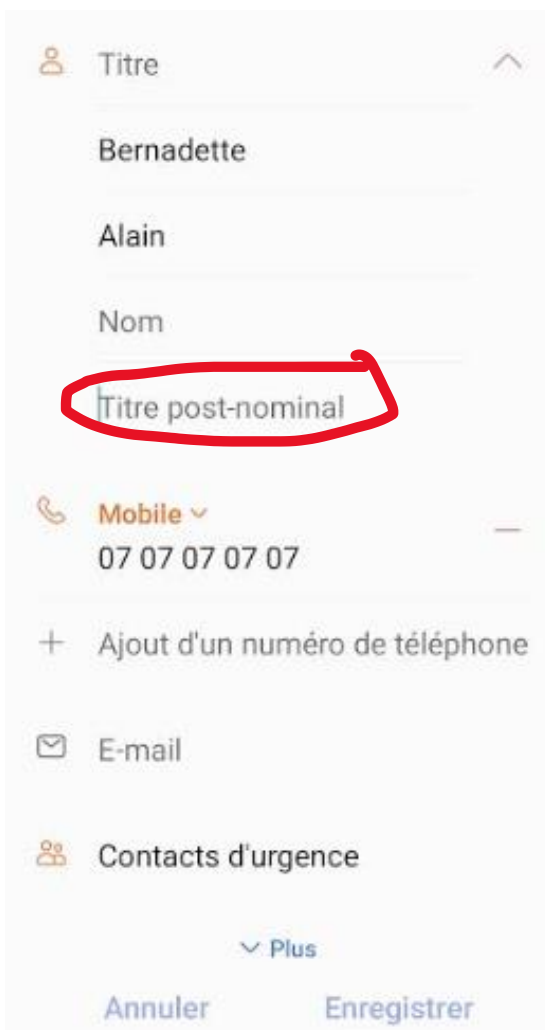 Titre
Bernadette
Alain
Nom
Titre post-nominal
Mobile
07 07 07 07 07
Ajout d'un numéro de téléphone
E-mail
Contacts d'urgence
Plus
Annuler Enregistrer